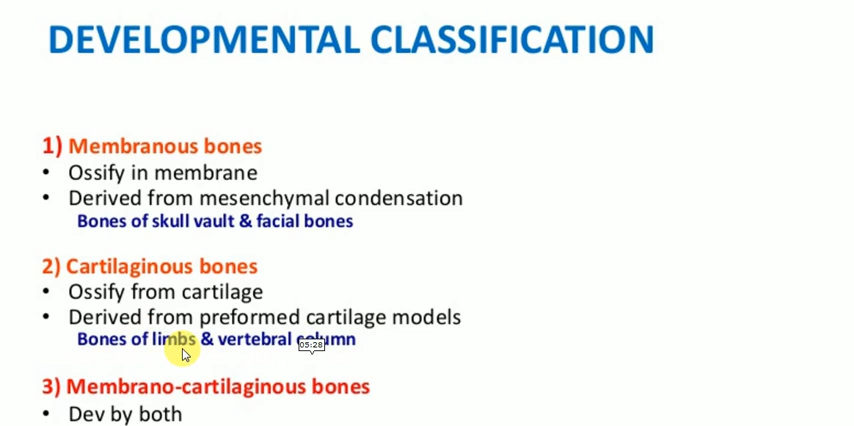 DEVELOPMENTAL CLASSIFICATION
1) Membranous bones
• Ossify in membrane
• Derived from mesenchymal condensation
Bones of skull vault & facial bones
2) Cartilaginous bones
• Ossify from cartilage
• Derived from preformed cartilage models
Bones of limbs & vertebral column
05:28
3) Membrano-cartilaginous bones
• Dev by both